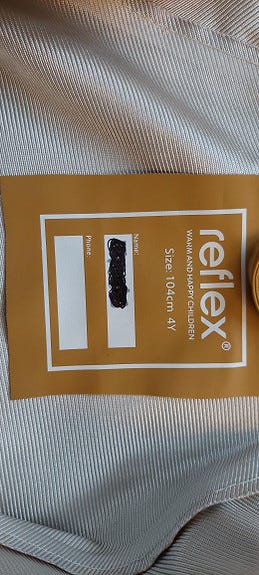 reflex®
WARM AND HAPPY CHILDREN
Size: 104cm 4Y
Name:
Phone: